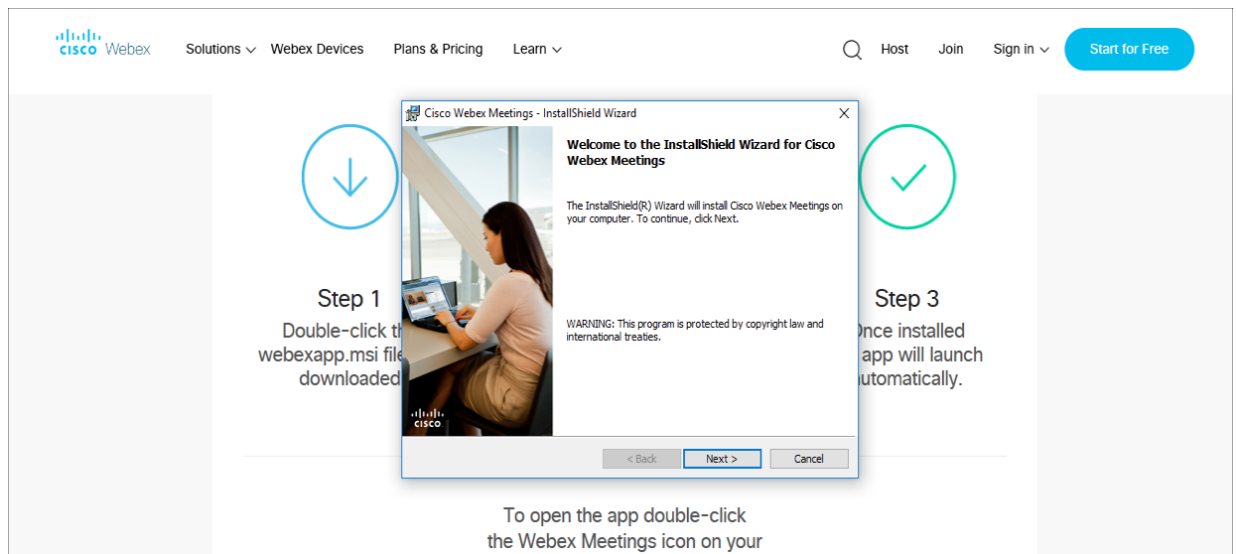 cisco Webex
Solutions
Webex Devices
Plans & Pricing
Learn
Host
Join
Sign in
Start for Free
Cisco Webex Meetings - InstallShield Wizard
Welcome to the InstallShield Wizard for Cisco
Webex Meetings
The InstallShield(R) Wizard will install Cisco Webex Meetings on
your computer. To continue, click Next.
WARNING: This program is protected by copyright law and
international treaties.
cisco
< Back
Next >
Cancel
Step 1
Double-click
webexapp.msi
downloaded
Step 3
installed
app will launch
To open the app double-click
the Webex Meetings icon on your